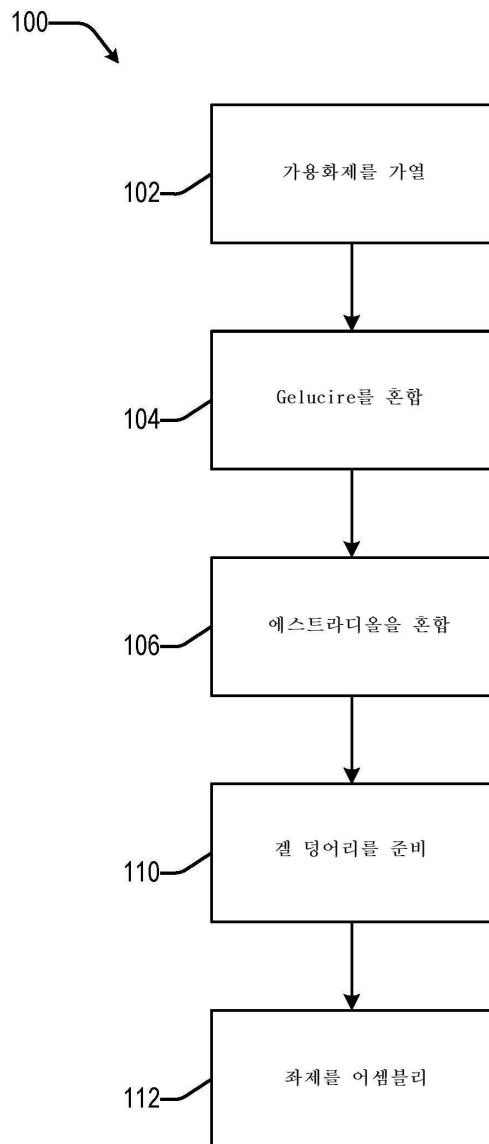 100
가용화제를 가열
102
Gelucire를 혼합
104
에스트라디올을 혼합
106
겔 덩어리를 준비
110
좌제를 어셈블리
112